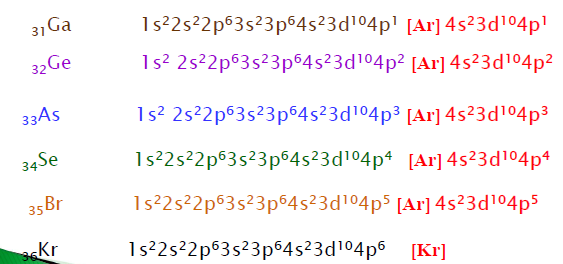 ₃₁Ga 1s²2s²2p⁶3s²3p⁶4s²3d¹⁰4p¹ [Ar] 4s²3d¹⁰4p¹
₃₂Ge 1s² 2s²2p⁶3s²3p⁶4s²3d¹⁰4p² [Ar] 4s²3d¹⁰4p²
₃₃As 1s² 2s²2p⁶3s²3p⁶4s²3d¹⁰4p³ [Ar] 4s²3d¹⁰4p³
₃₄Se 1s²2s²2p⁶3s²3p⁶4s²3d¹⁰4p⁴ [Ar] 4s²3d¹⁰4p⁴
₃₅Br 1s²2s²2p⁶3s²3p⁶4s²3d¹⁰4p⁵ [Ar] 4s²3d¹⁰4p⁵
₃₆Kr 1s²2s²2p⁶3s²3p⁶4s²3d¹⁰4p⁶ [Kr]